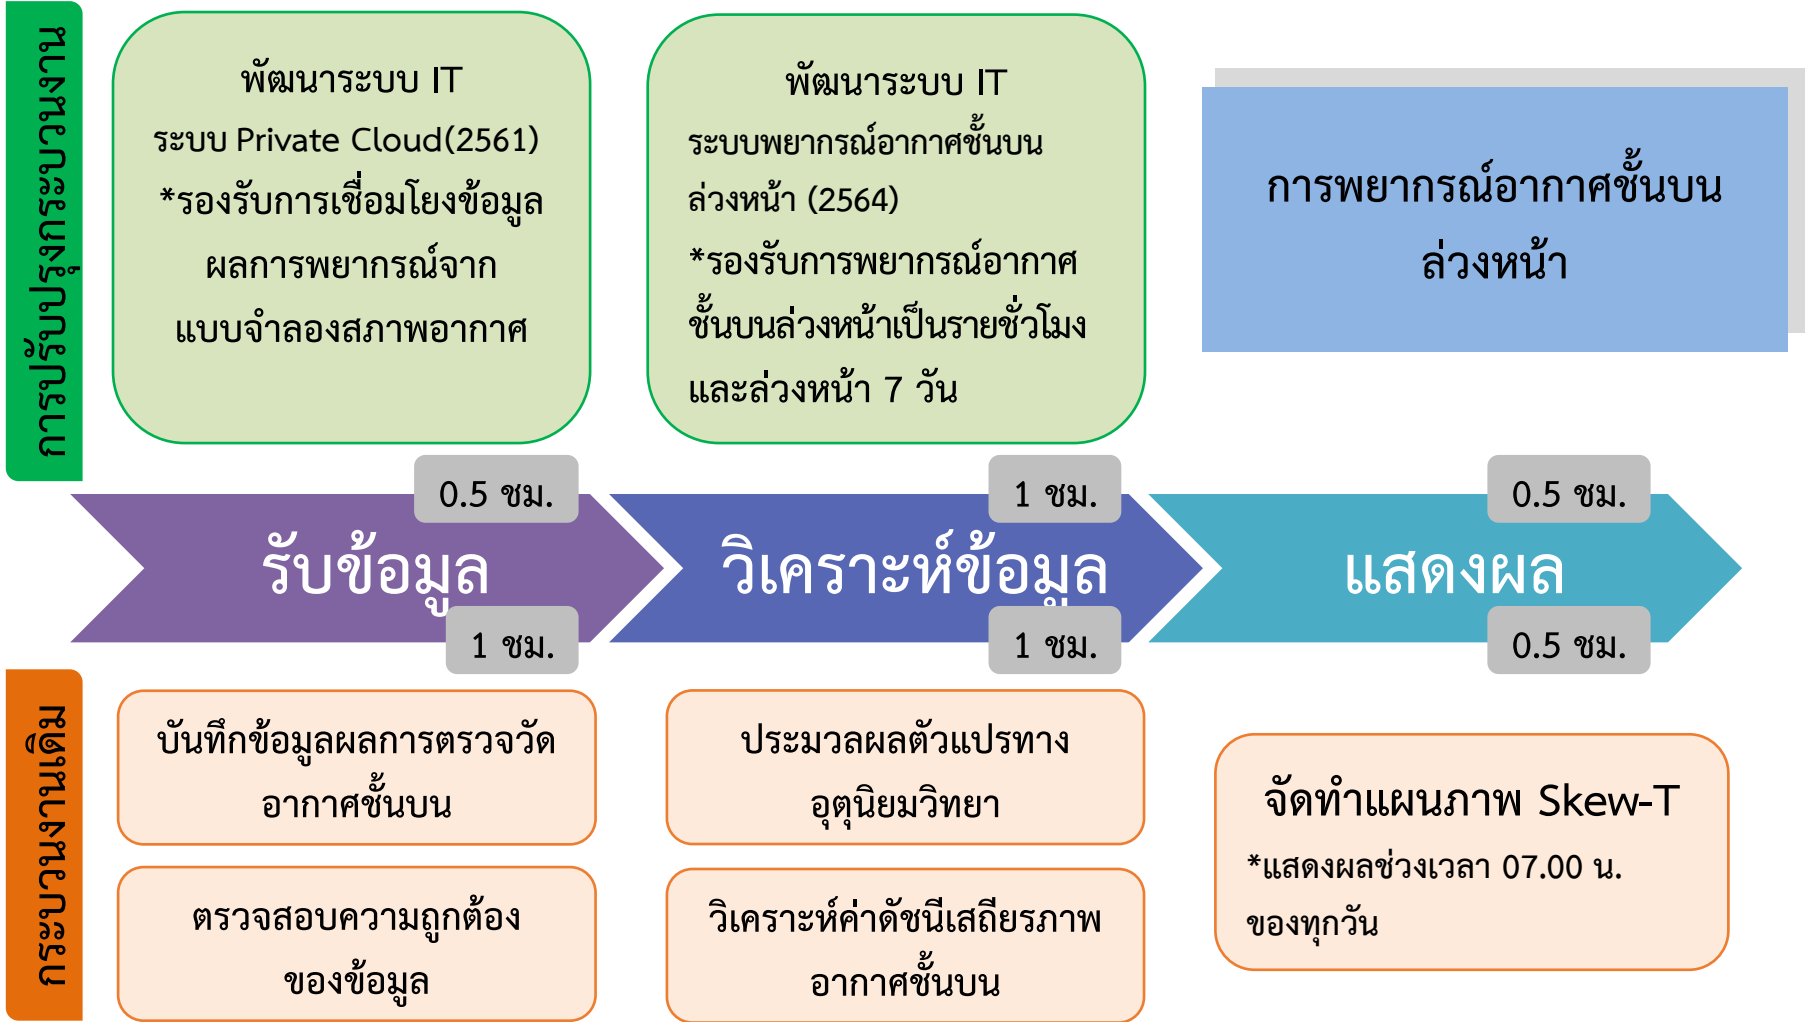 การปรับปรุงกระบวนงาน
พัฒนาระบบ IT
ระบบ Private Cloud(2561)
*รองรับการเชื่อมโยงข้อมูล
ผลการพยากรณ์จาก
แบบจำลองสภาพอากาศ
พัฒนาระบบ IT
ระบบพยากรณ์อากาศชั้นบน
ล่วงหน้า (2564)
*รองรับการพยากรณ์อากาศ
ชั้นบนล่วงหน้าเป็นรายชั่วโมง
และล่วงหน้า 7 วัน
การพยากรณ์อากาศชั้นบน
ล่วงหน้า
0.5 ชม.
1 ชม.
0.5 ชม.
รับข้อมูล
วิเคราะห์ข้อมูล
แสดงผล
1 ชม.
1 ชม.
0.5 ชม.
กระบวนงานเดิม
บันทึกข้อมูลผลการตรวจวัด
อากาศชั้นบน
ตรวจสอบความถูกต้อง
ของข้อมูล
ประมวลผลตัวแปรทาง
อุตุนิยมวิทยา
วิเคราะห์ค่าดัชนีเสถียรภาพ
อากาศชั้นบน
จัดทำแผนภาพ Skew-T
*แสดงผลช่วงเวลา 07.00 น.
ของทุกวัน